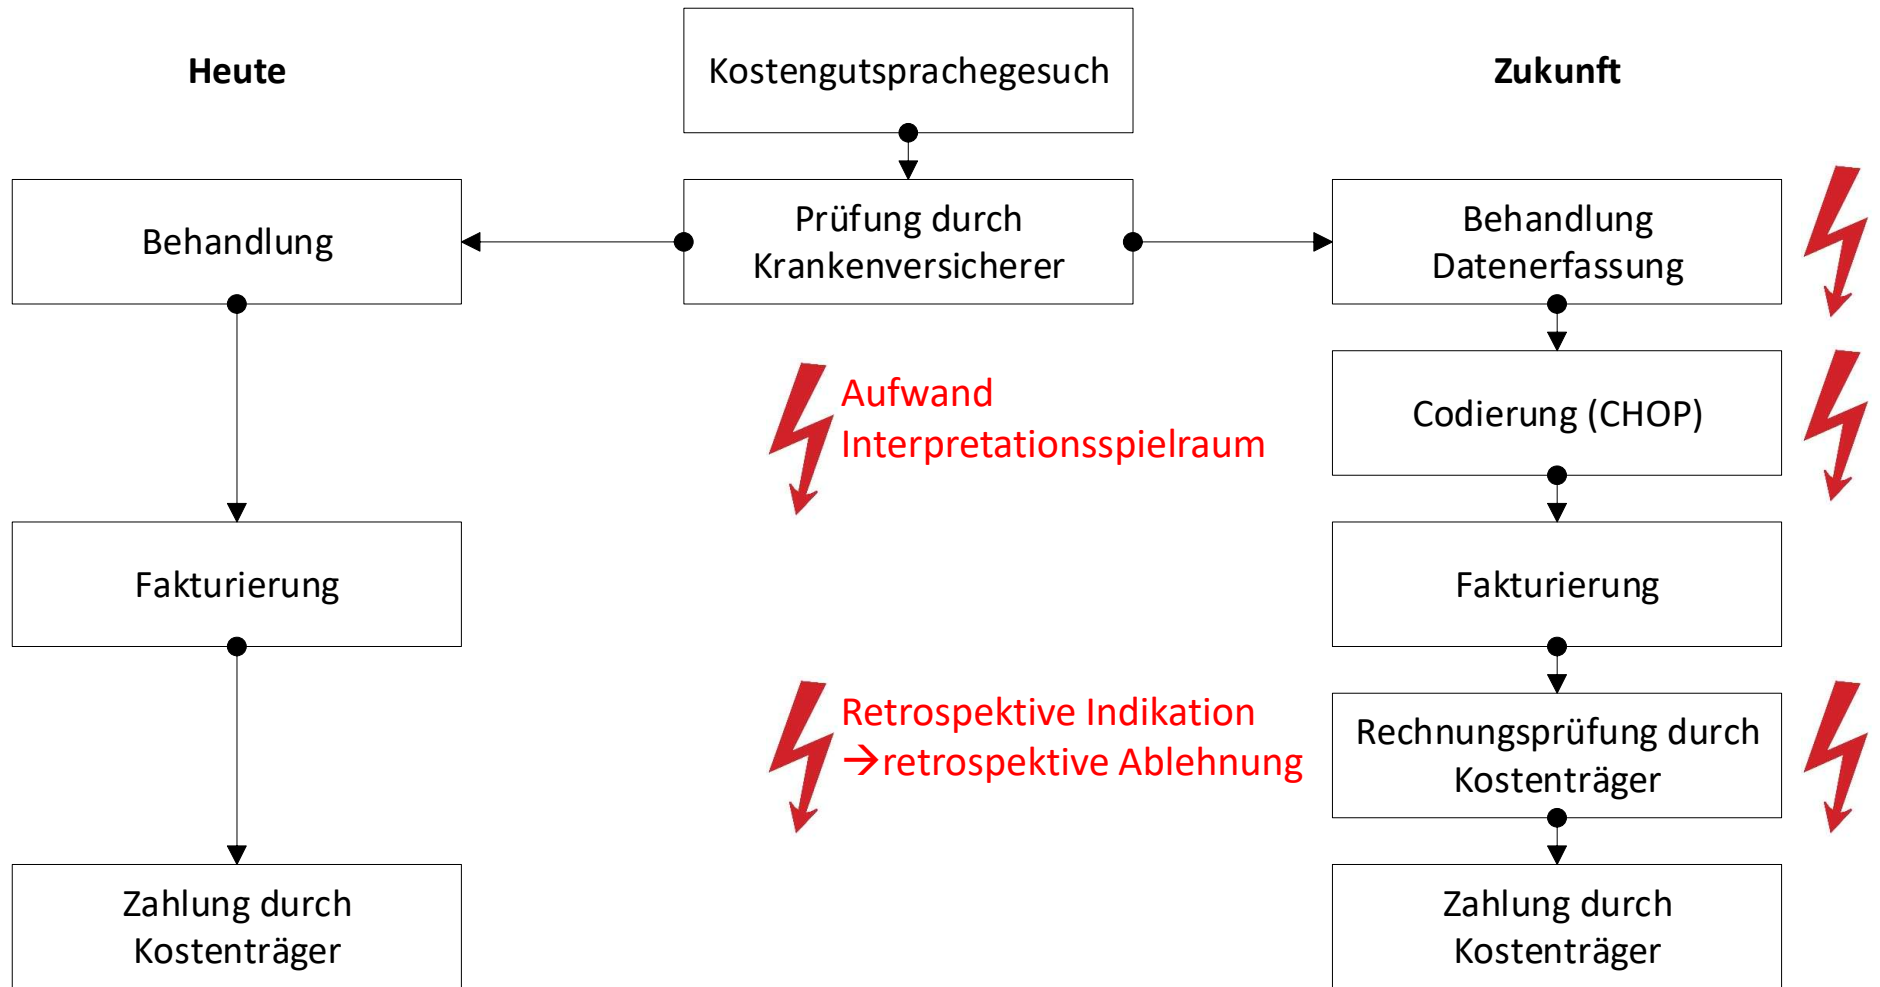 Heute
Kostengutsprachegesuch
Zukunft
Behandlung
Prüfung durch
Krankenversicherer
Behandlung
Datenerfassung
Aufwand
Interpretationsspielraum
Codierung (CHOP)
Fakturierung
Fakturierung
Retrospektive Indikation
→retrospektive Ablehnung
Rechnungsprüfung durch
Kostenträger
Zahlung durch
Kostenträger
Zahlung durch
Kostenträger